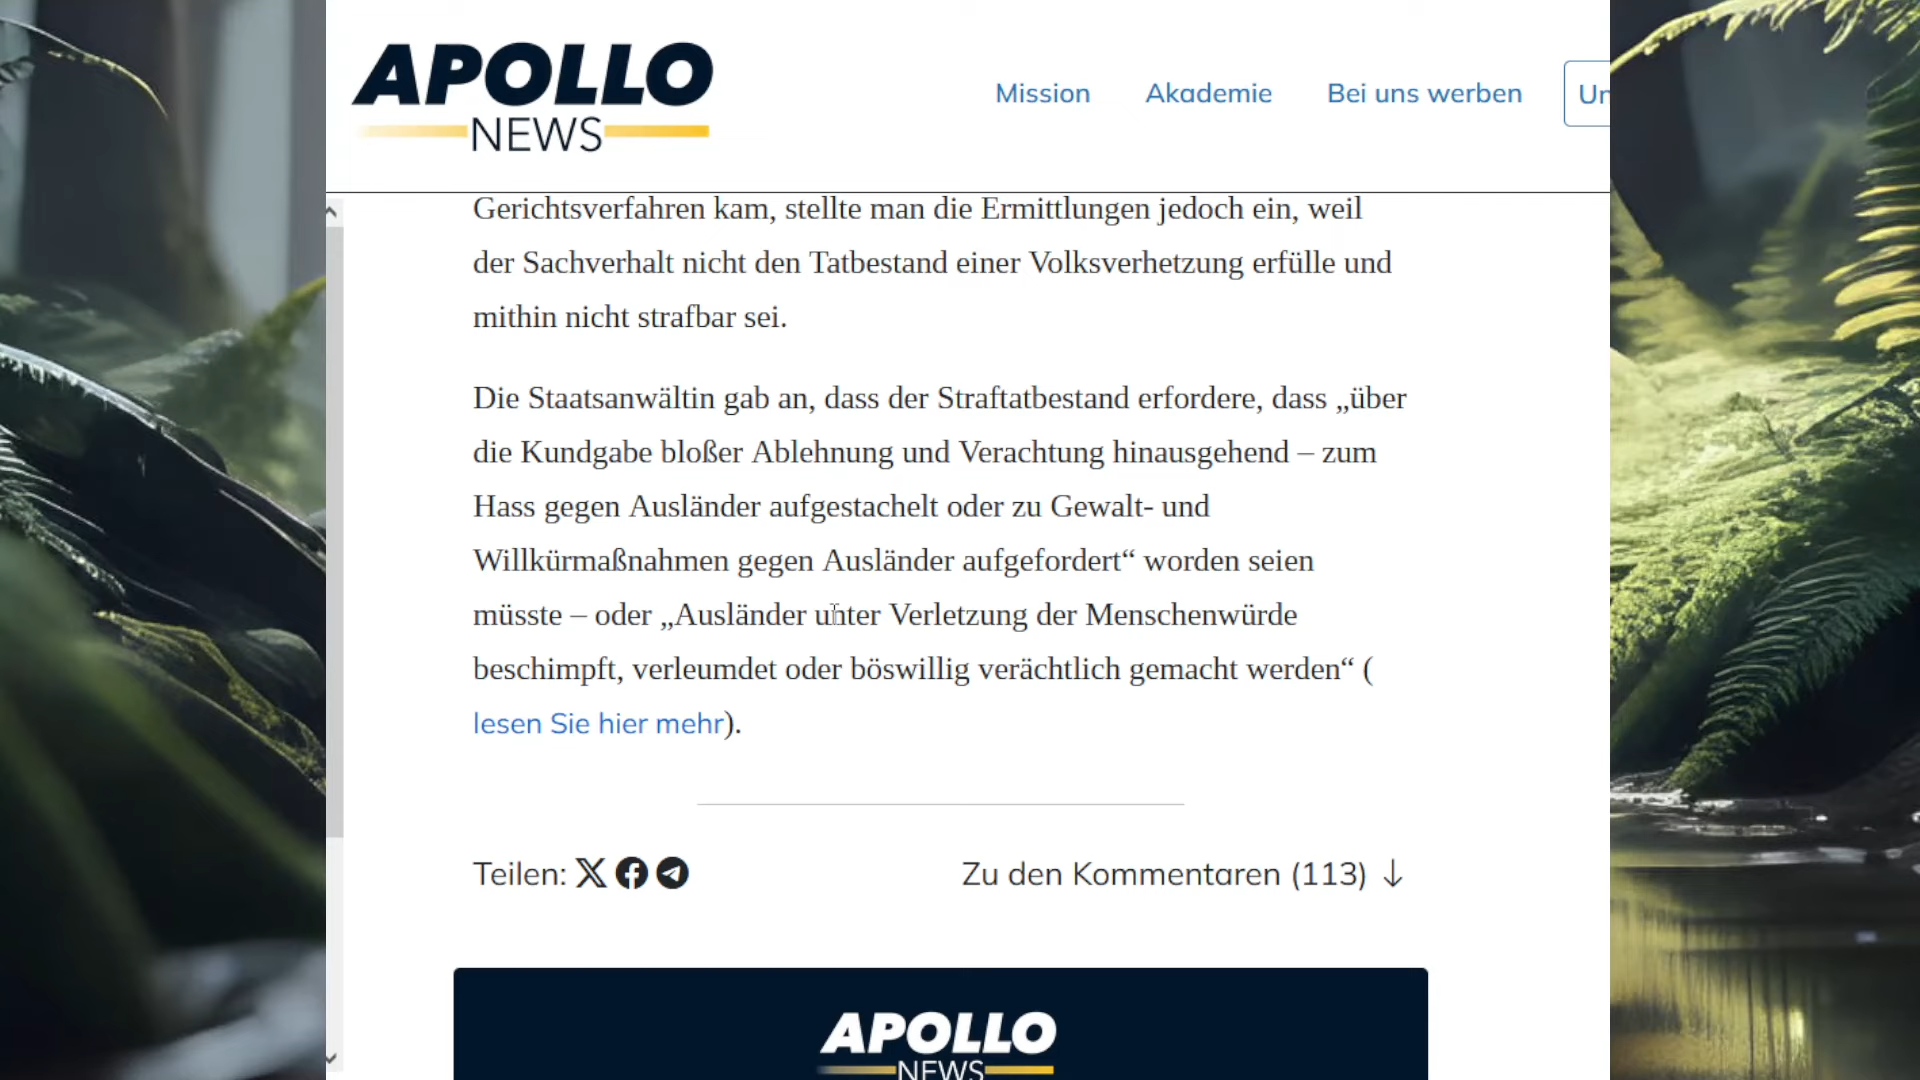 APOLLO
NEWS
Mission
Akademie
Bei uns werben
Un
Gerichtsverfahren kam, stellte man die Ermittlungen jedoch ein, weil
der Sachverhalt nicht den Tatbestand einer Volksverhetzung erfülle und
mithin nicht strafbar sei.
Die Staatsanwältin gab an, dass der Straftatbestand erfordere, dass „über
die Kundgabe bloßer Ablehnung und Verachtung hinausgehend – zum
Hass gegen Ausländer aufgestachelt oder zu Gewalt- und
Willkürmaßnahmen gegen Ausländer aufgefordert“ worden seien
müsste – oder „Ausländer unter Verletzung der Menschenwürde
beschimpft, verleumdet oder böswillig verächtlich gemacht werden“ (
lesen Sie hier mehr).
Teilen:
Zu den Kommentaren (113) ↓
APOLLO
NEWS